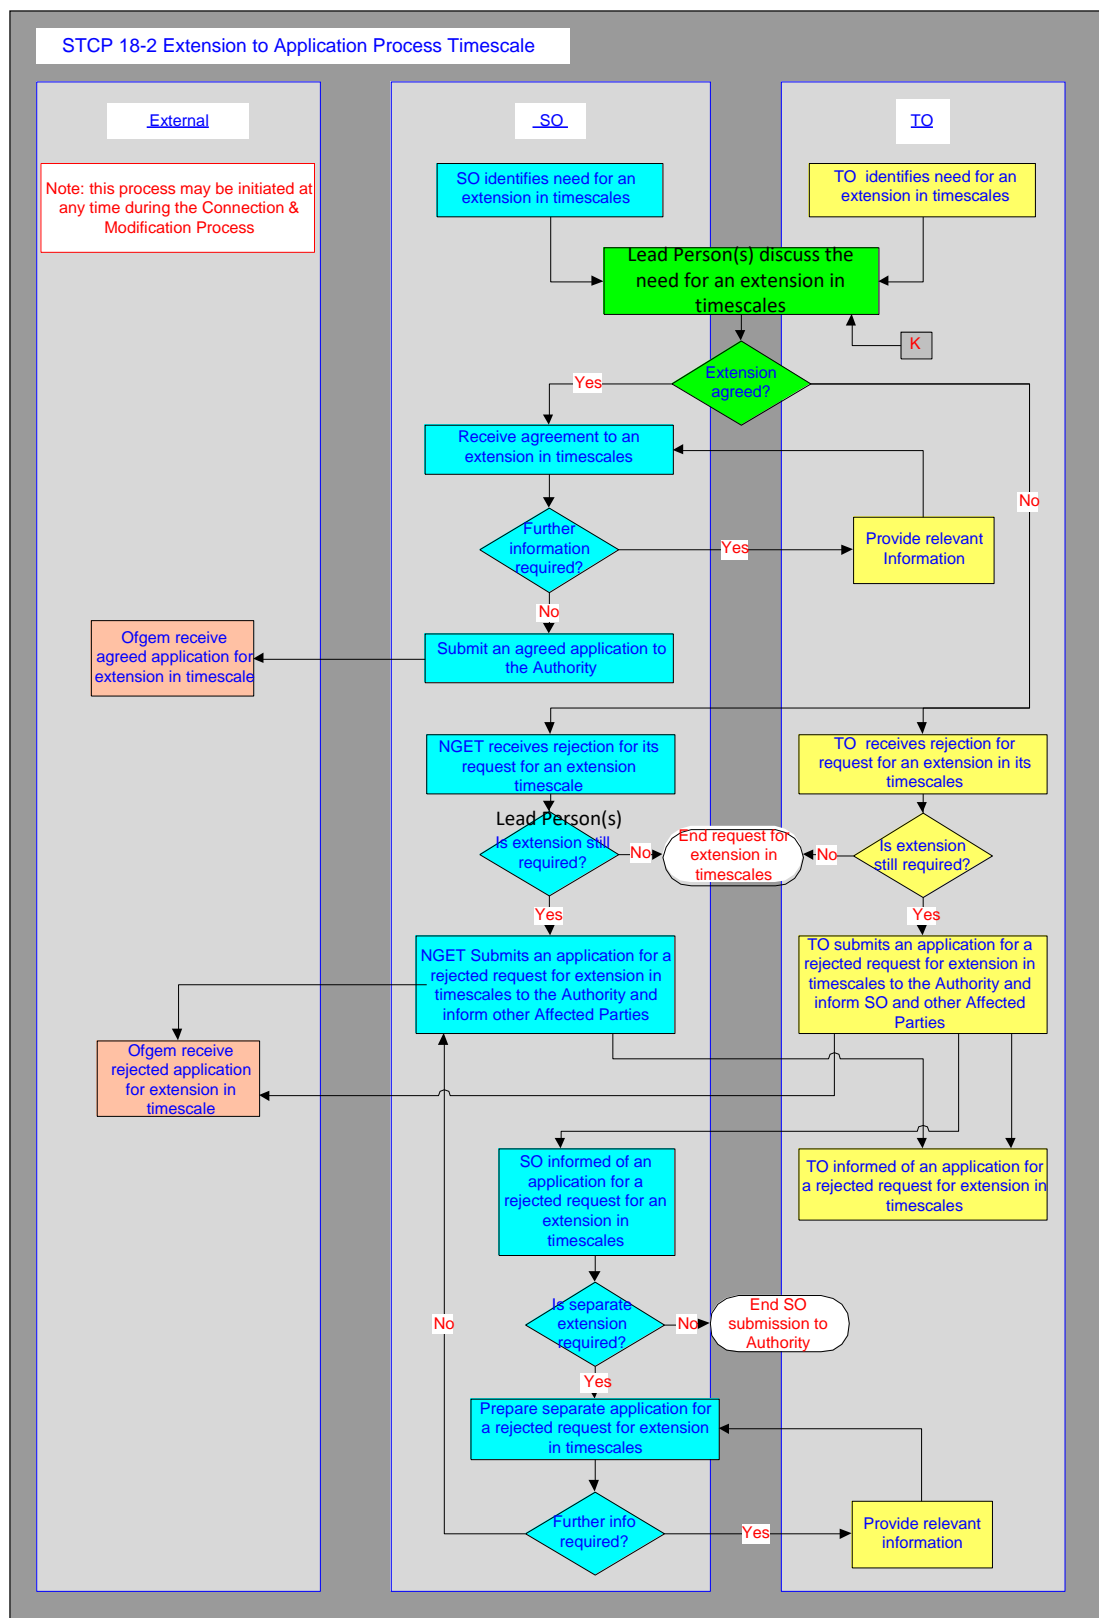 STCP 18-2 Extension to Application Process Timescale
External
SO
TO
Note: this process may be initiated at
any time during the Connection &
Modification Process
SO identifies need for an
extension in timescales
TO identifies need for an
extension in timescales
Lead Person(s) discuss the
need for an extension in
timescales
K
Extension
agreed?
Yes
No
Receive agreement to an
extension in timescales
Further
information
required?
Yes
Provide relevant
Information
No
Submit an agreed application to
the Authority
Ofgem receive
agreed application for
extension in timescale
NGET receives rejection for its
request for an extension
timescale
TO receives rejection for
request for an extension in its
timescales
Lead Person(s)
Is extension still
required?
No
End request for
extension in
timescales
No
Is extension
still required?
Yes
Yes
NGET Submits an application for a
rejected request for extension in
timescales to the Authority and
inform other Affected Parties
TO submits an application for a
rejected request for extension in
timescales to the Authority and
inform SO and other Affected
Parties
Ofgem receive
rejected application
for extension in
timescale
SO informed of an
application for a
rejected request for an
extension in
timescales
TO informed of an application for
a rejected request for extension in
timescales
Is separate
extension
required?
No
No
End SO
submission to
Authority
Yes
Prepare separate application for
a rejected request for extension
in timescales
Further info
required?
Yes
Provide relevant
information